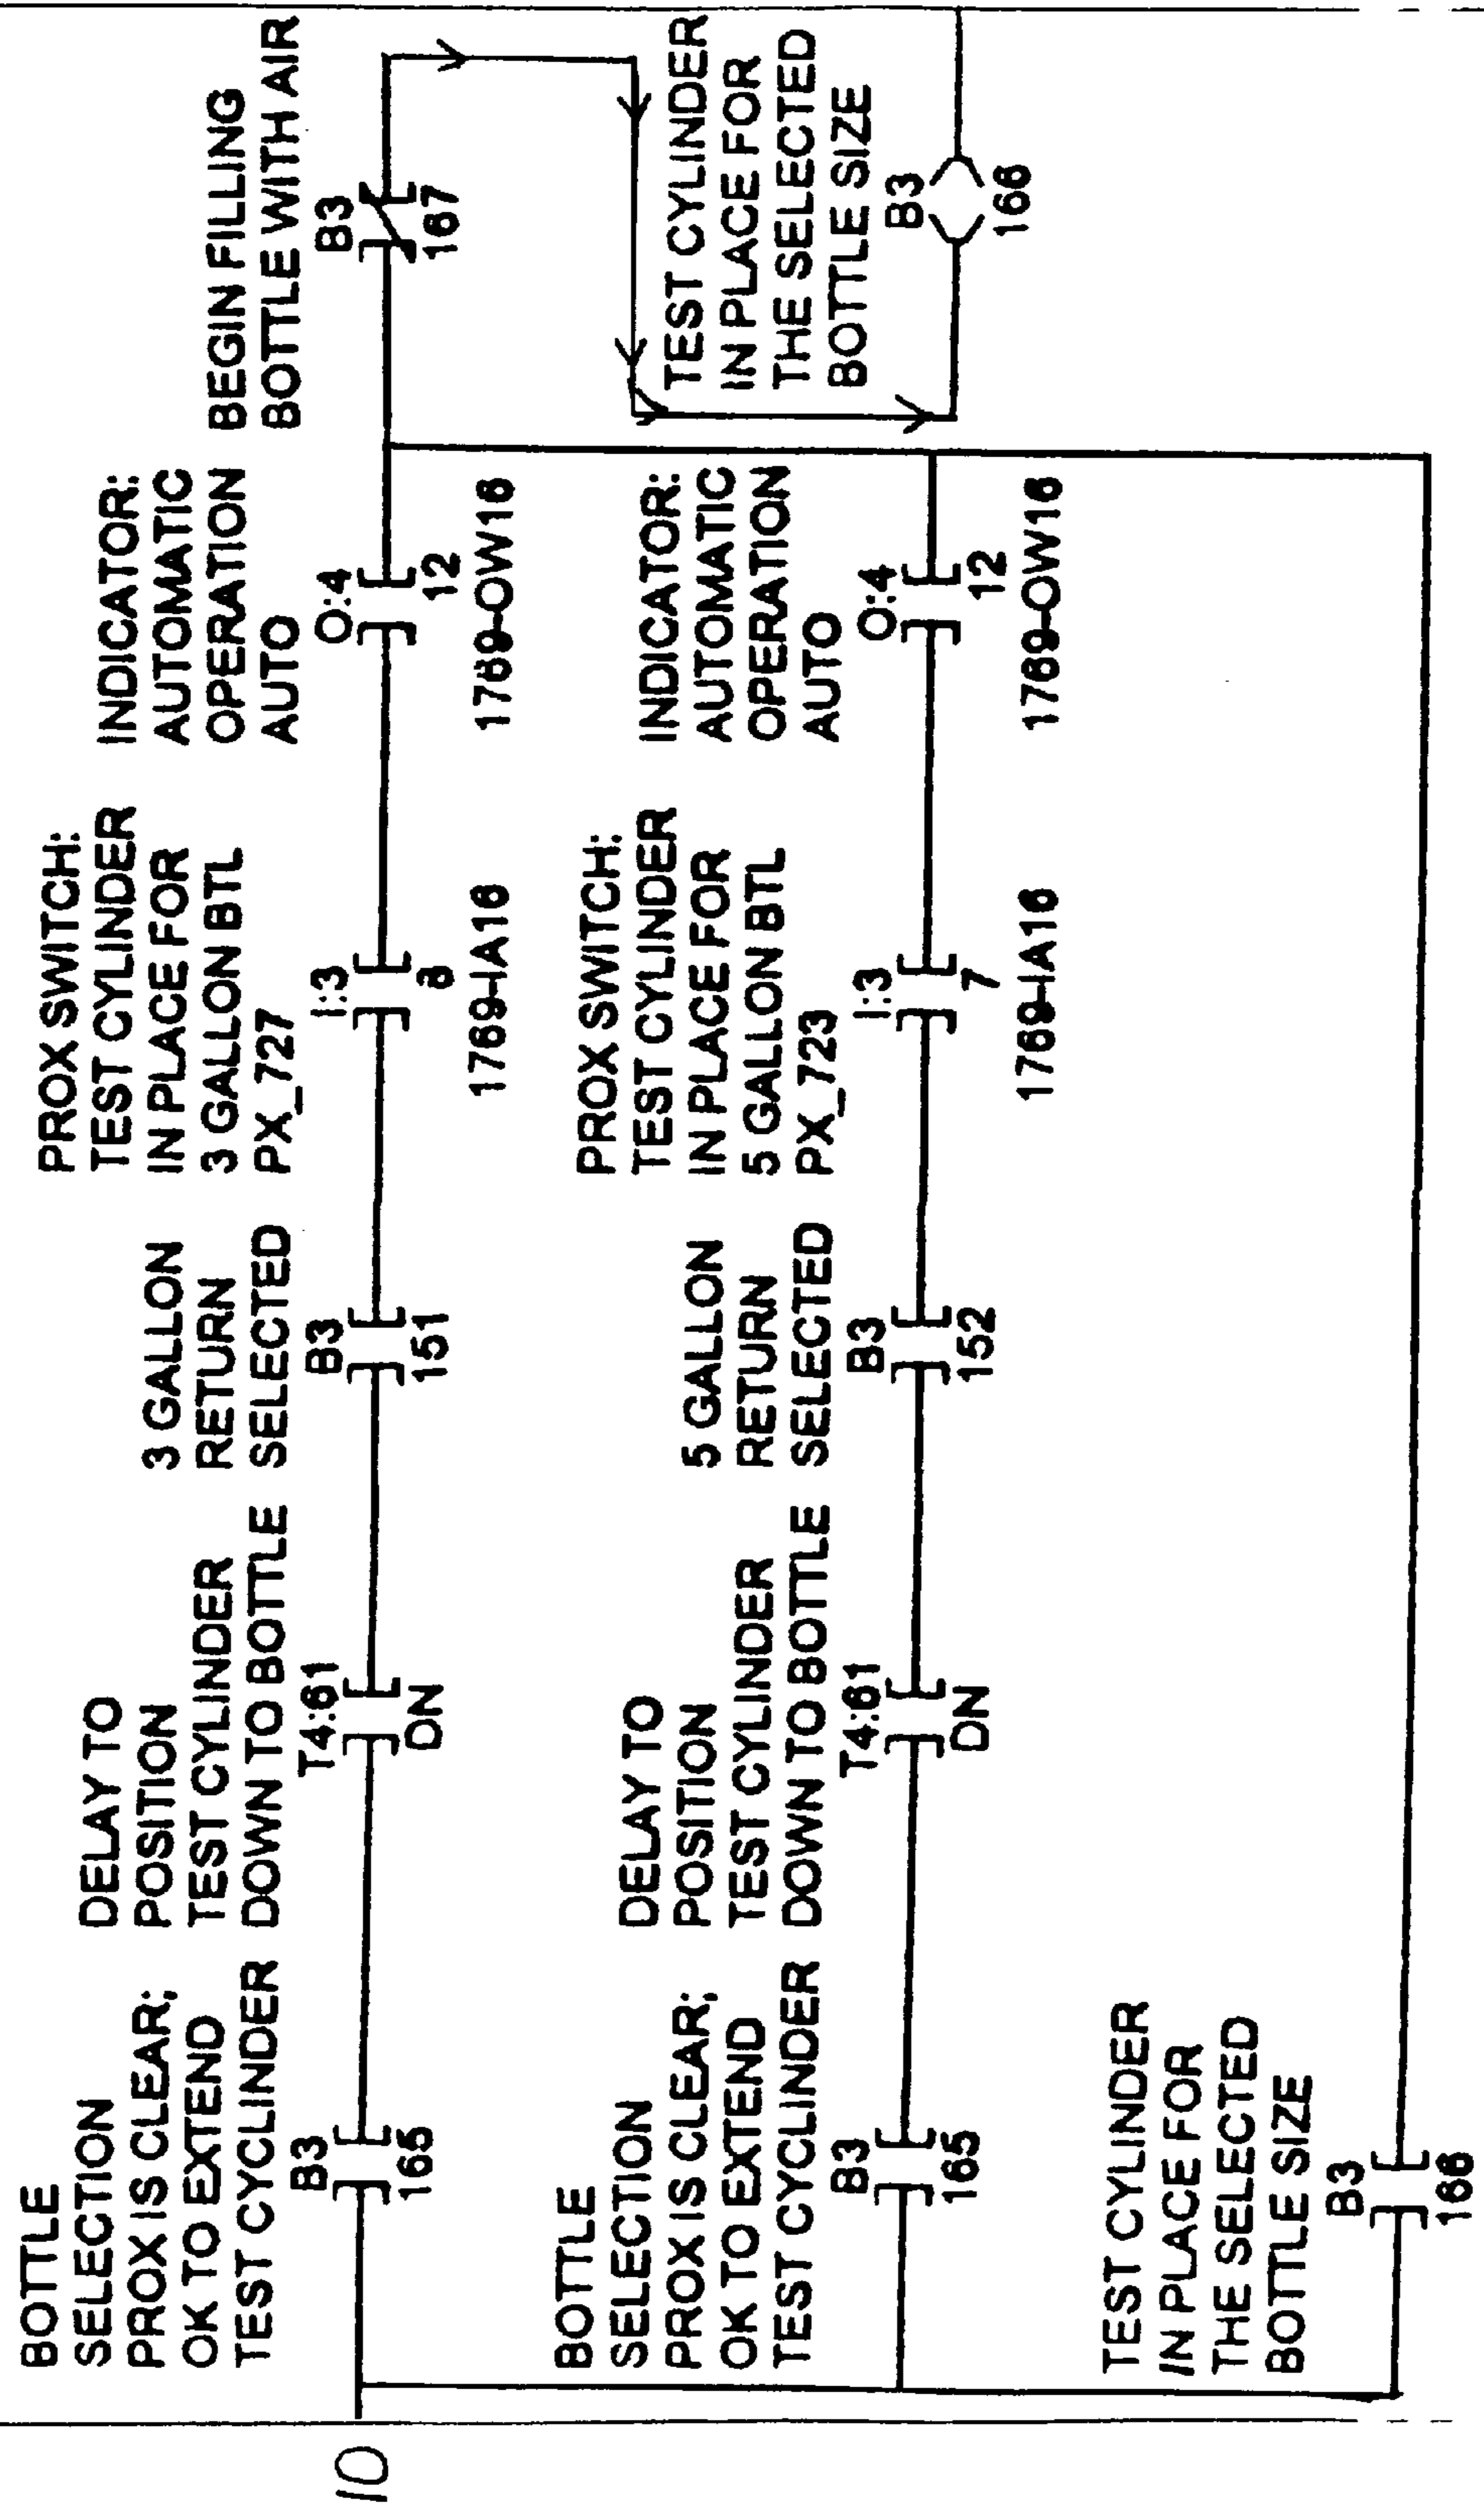 10
BOTTLE
SELECTION
PROX IS CLEAR:
OK TO EXTEND
TEST CYLINDER
B3
165
DELAY TO
POSITION
TEST CYLINDER
DOWN TO BOTTLE
T4:61
DN
3 GALLON
RETURN
SELECTED
B3
151
PROX SWITCH:
TEST CYLINDER
IN PLACE FOR
3 GALLON BTL
PX_727
I:3
8
1769-IA16
INDICATOR:
AUTOMATIC
OPERATION
AUTO
O:4
12
1769-OW16
BEGIN FILLING
BOTTLE WITH AIR
B3
167
BOTTLE
SELECTION
PROX IS CLEAR:
OK TO EXTEND
TEST CYLINDER
B3
165
DELAY TO
POSITION
TEST CYLINDER
DOWN TO BOTTLE
T4:61
DN
5 GALLON
RETURN
SELECTED
B3
152
PROX SWITCH:
TEST CYLINDER
IN PLACE FOR
5 GALLON BTL
PX_723
I:3
7
1769-IA16
INDICATOR:
AUTOMATIC
OPERATION
AUTO
O:4
12
1769-OW16
TEST CYLINDER
IN PLACE FOR
THE SELECTED
BOTTLE SIZE
B3
166
TEST CYLINDER
IN PLACE FOR
THE SELECTED
BOTTLE SIZE
B3
166